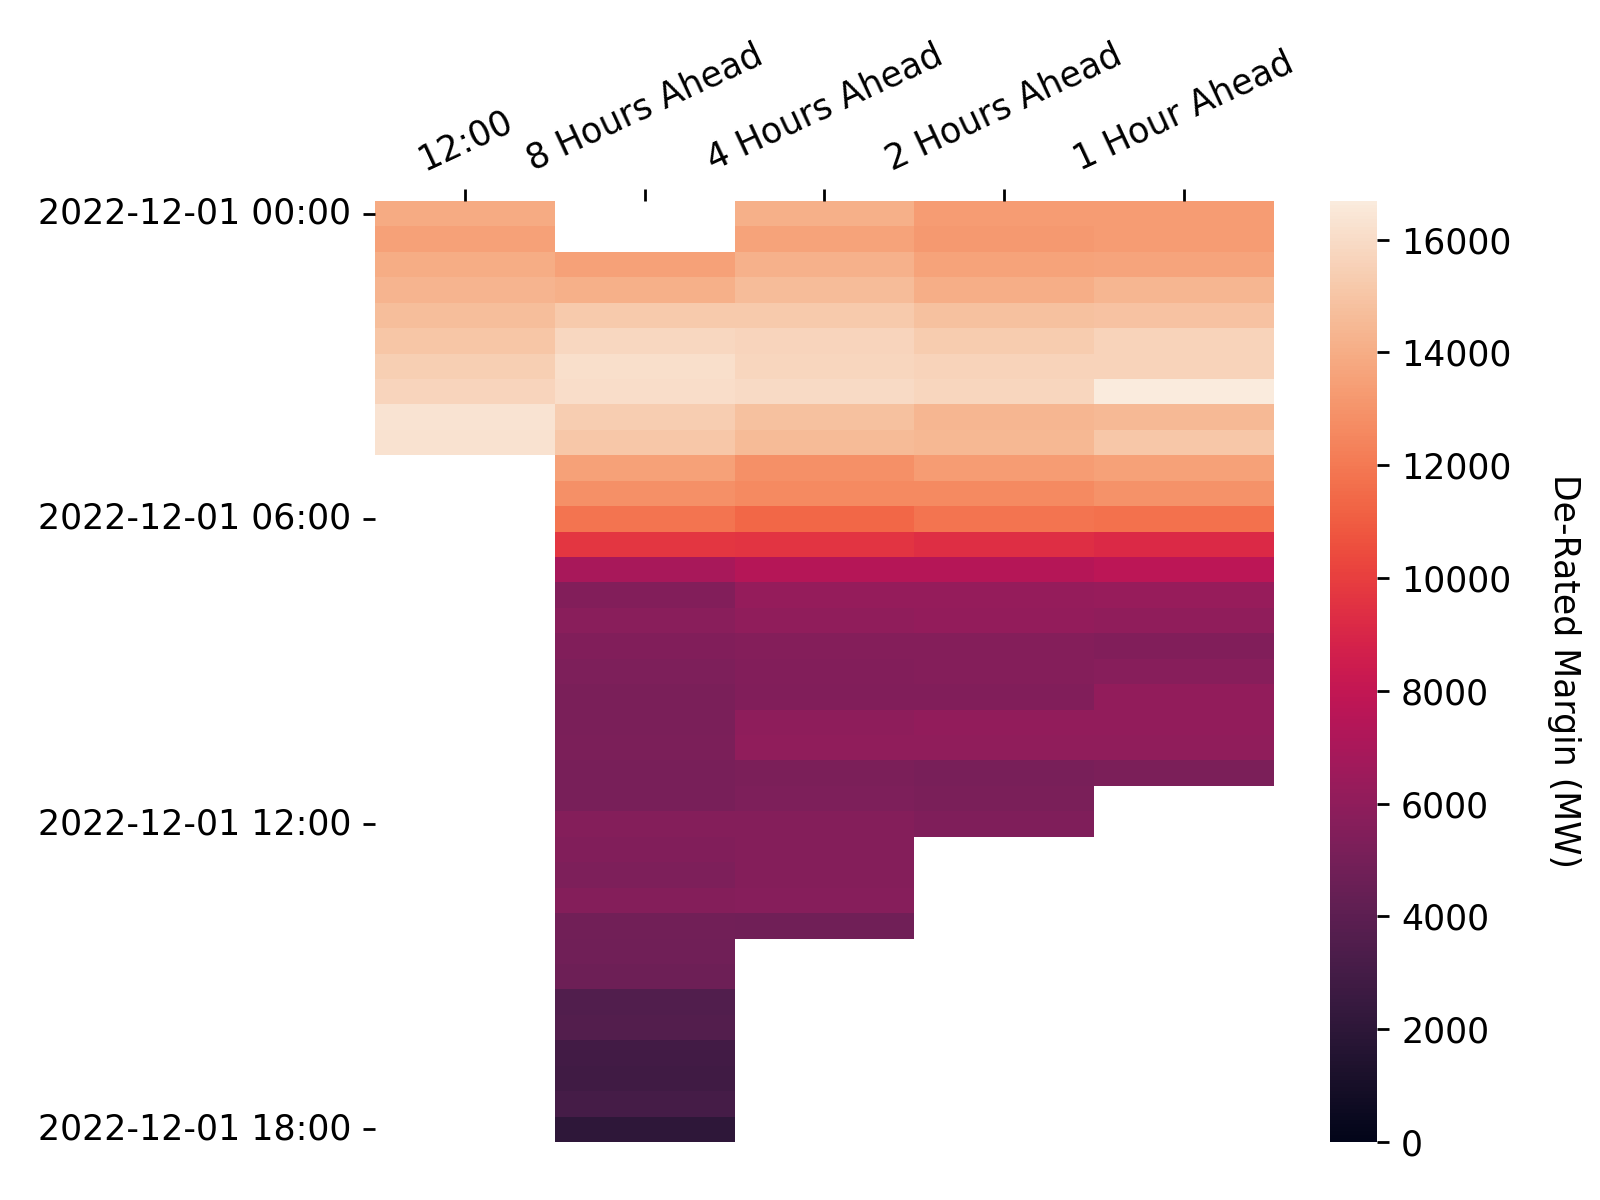 12:00
8 Hours Ahead
4 Hours Ahead
2 Hours Ahead
1 Hour Ahead
2022-12-01 00:00
2022-12-01 06:00
2022-12-01 12:00
2022-12-01 18:00
16000
14000
12000
10000
8000
6000
4000
2000
0
De-Rated Margin (MW)